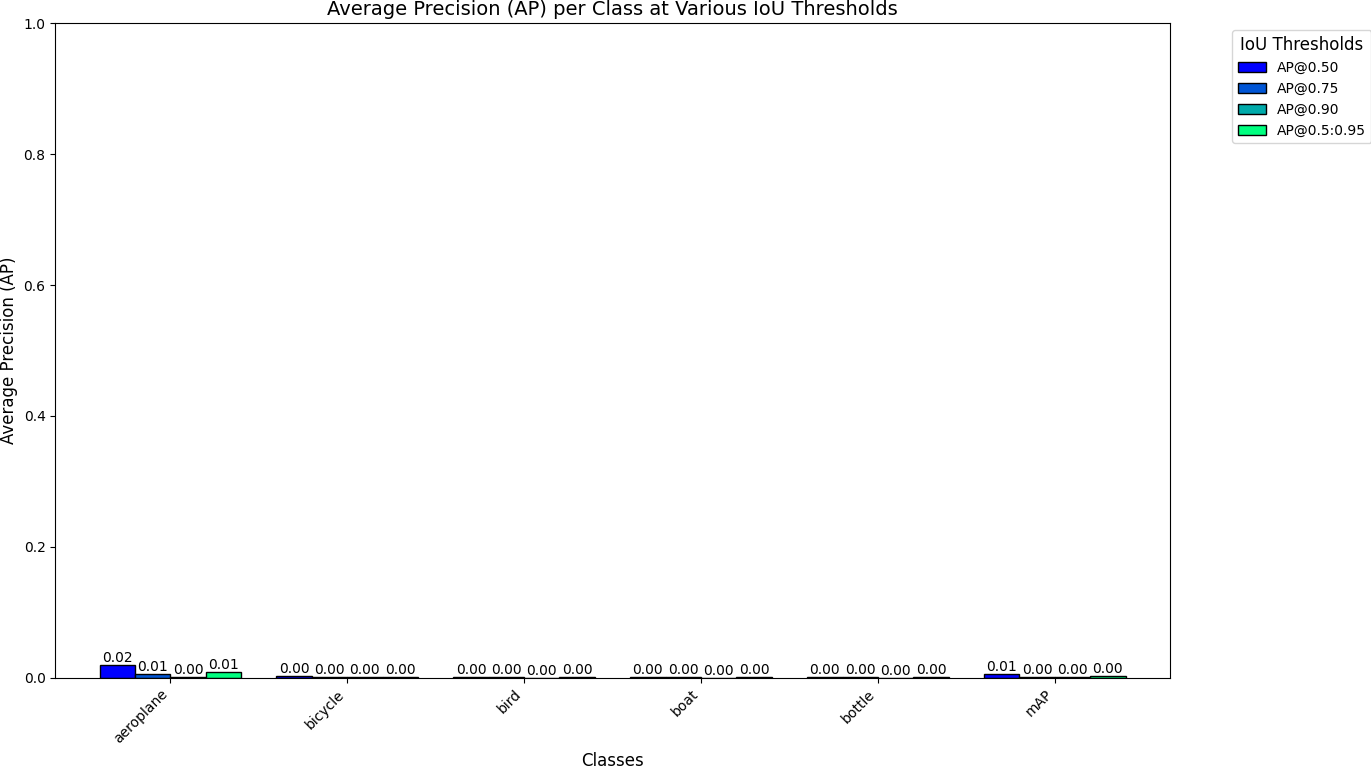 Average Precision (AP) per Class at Various IoU Thresholds
IoU Thresholds
AP@0.50
AP@0.75
AP@0.90
AP@0.5:0.95
Average Precision (AP)
1.0
0.8
0.6
0.4
0.2
0.0
0.02 0.01 0.00 0.01 0.00 0.00 0.00 0.00 0.00 0.00 0.00 0.00 0.00 0.00 0.00 0.00 0.00 0.00 0.00 0.00 0.01 0.00 0.00 0.00
aeroplane bicycle bird boat bottle mAP
Classes